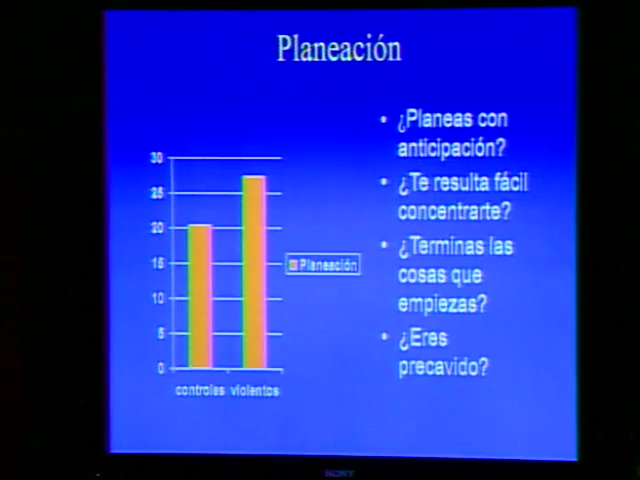 Planeación
• ¿Planeas con
anticipación?
• ¿Te resulta fácil
concentrarte?
• ¿Terminas las
cosas que
empiezas?
• ¿Eres
precavido?
30
25
20
15
10
5
0
controles violentos
Planeación
SONY